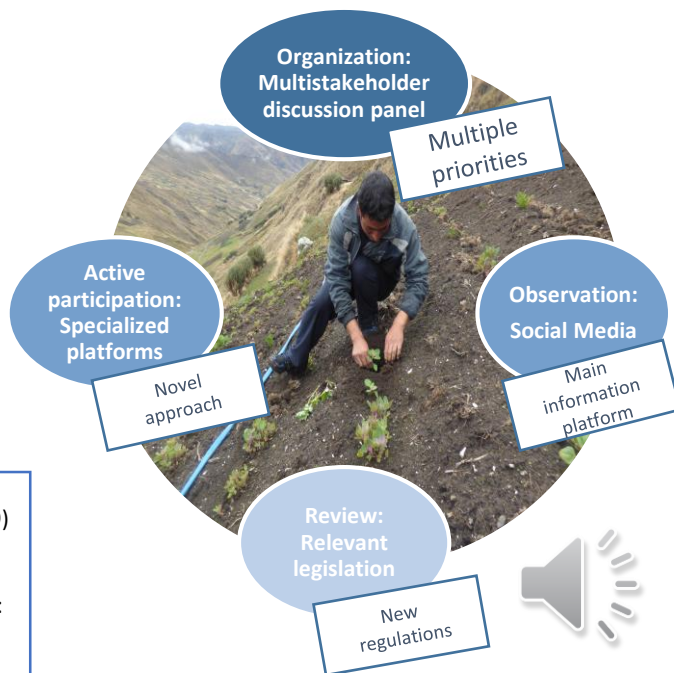 Organization:
Multistakeholder
discussion panel
Multiple
priorities
Active
participation:
Specialized
platforms
Novel
approach
Observation:
Social Media
Main
information
platform
Review:
Relevant
legislation
New
regulations
)
: